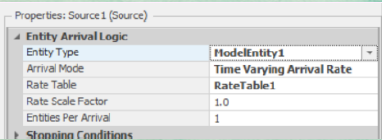 Properties: Source1 (Source)
Entity Arrival Logic
Entity Type ModelEntity1
Arrival Mode Time Varying Arrival Rate
Rate Table RateTable1
Rate Scale Factor 1.0
Entities Per Arrival 1
Stopping Conditions